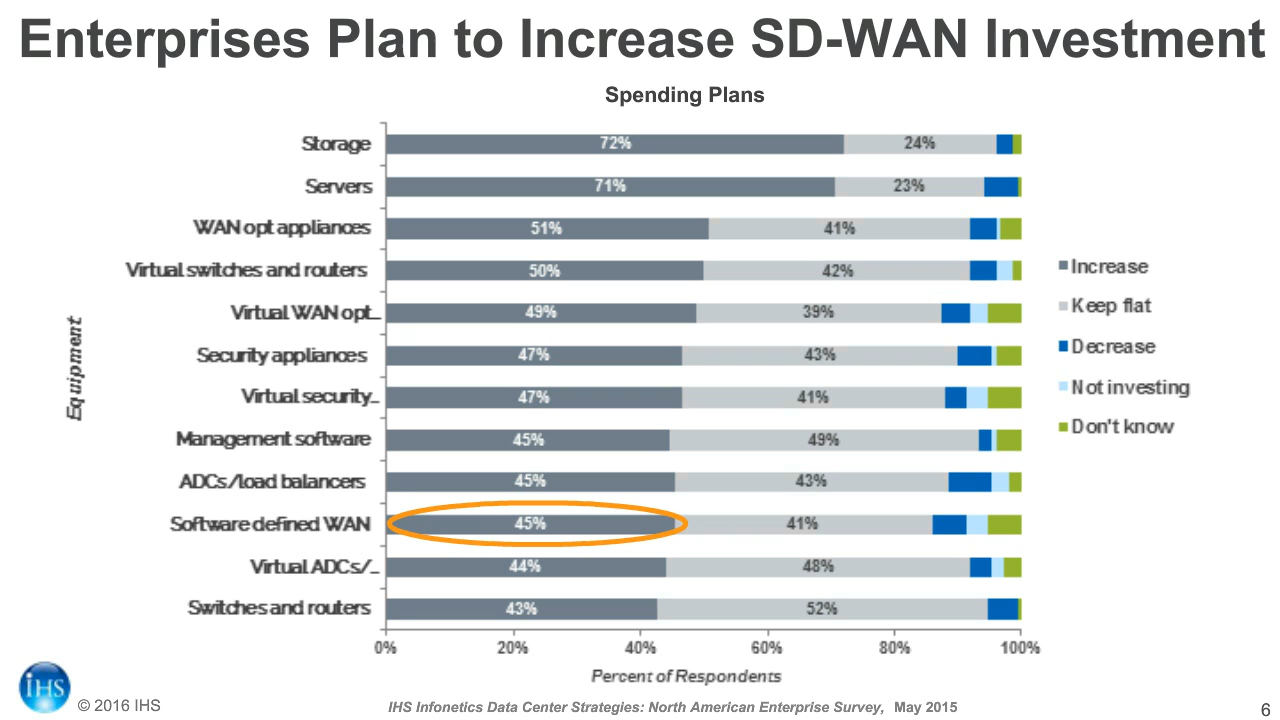 Enterprises Plan to Increase SD-WAN Investment
Spending Plans
Equipment
Storage 72% 24%
Servers 71% 23%
WAN opt appliances 51% 41%
Virtual switches and routers 50% 42%
Virtual WAN opt... 49% 39%
Security appliances 47% 43%
Virtual security... 47% 41%
Management software 45% 49%
ADCs/load balancers 45% 43%
Software defined WAN 45% 41%
Virtual ADCs/... 44% 48%
Switches and routers 43% 52%
0% 20% 40% 60% 80% 100%
Percent of Respondents
Increase
Keep flat
Decrease
Not investing
Don't know
IHS
© 2016 IHS
IHS Infonetics Data Center Strategies: North American Enterprise Survey, May 2015
6